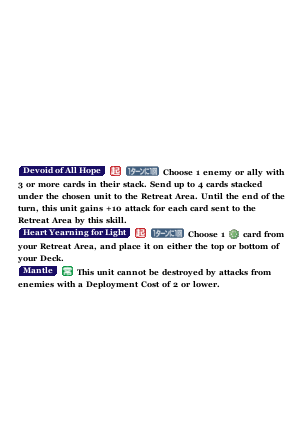 Devoid of All Hope 起 1ターンに1回 Choose 1 enemy or ally with
3 or more cards in their stack. Send up to 4 cards stacked
under the chosen unit to the Retreat Area. Until the end of the
turn, this unit gains +10 attack for each card sent to the
Retreat Area by this skill.
Heart Yearning for Light 起 1ターンに1回 Choose 1 card from
your Retreat Area, and place it on either the top or bottom of
your Deck.
Mantle 常 This unit cannot be destroyed by attacks from
enemies with a Deployment Cost of 2 or lower.